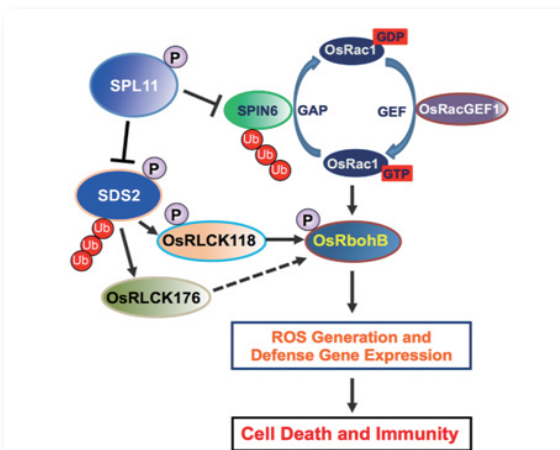 GDP
OsRac1
P
SPL11
SPIN6
GAP
GEF
OsRacGEF1
Ub
Ub
Ub
OsRac1
GTP
P
SDS2
P
P
Ub
Ub
Ub
OsRLCK118
OsRbohB
OsRLCK176
ROS Generation and
Defense Gene Expression
Cell Death and Immunity